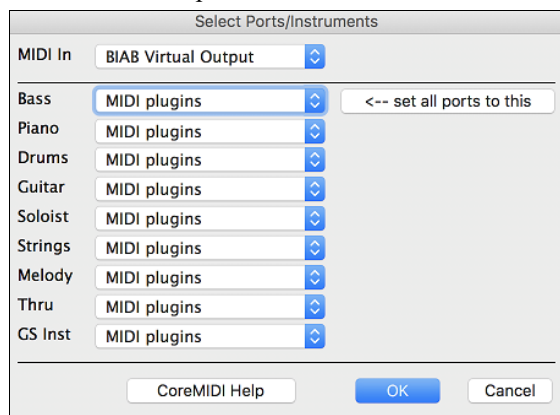 Select Ports/Instruments
MIDI In BIAB Virtual Output
Bass MIDI plugins <-- set all ports to this
Piano MIDI plugins
Drums MIDI plugins
Guitar MIDI plugins
Soloist MIDI plugins
Strings MIDI plugins
Melody MIDI plugins
Thru MIDI plugins
GS Inst MIDI plugins
CoreMIDI Help OK Cancel